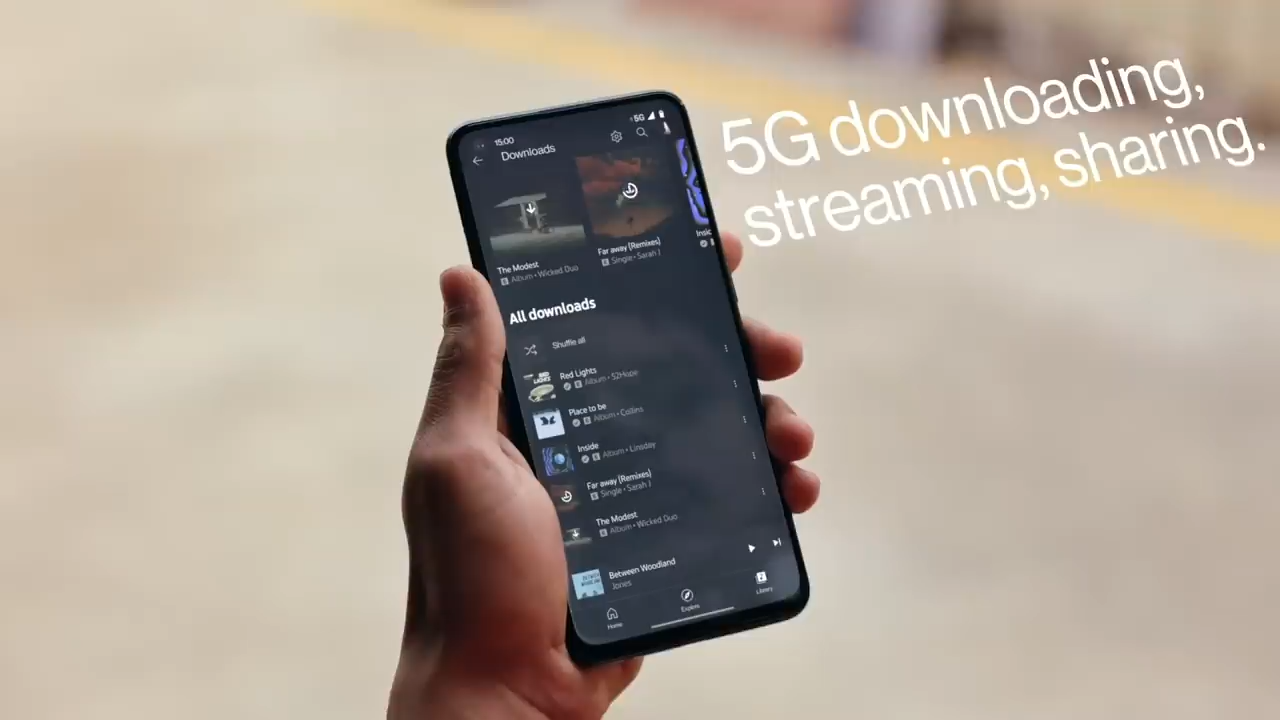 5G downloading,
streaming, sharing.
15:00
5G
Downloads
The Modest
E Album • Wicked Duo
Far away (Remixes)
E Single • Sarah J
Insid
All downloads
Shuffle all
Red Lights
E Album • S2Hope
Place to be
E Album • Collins
Inside
E Album • Linsday
Far away (Remixes)
E Single • Sarah J
The Modest
E Album • Wicked Duo
Between Woodland
Jones
Home
Explore
Library